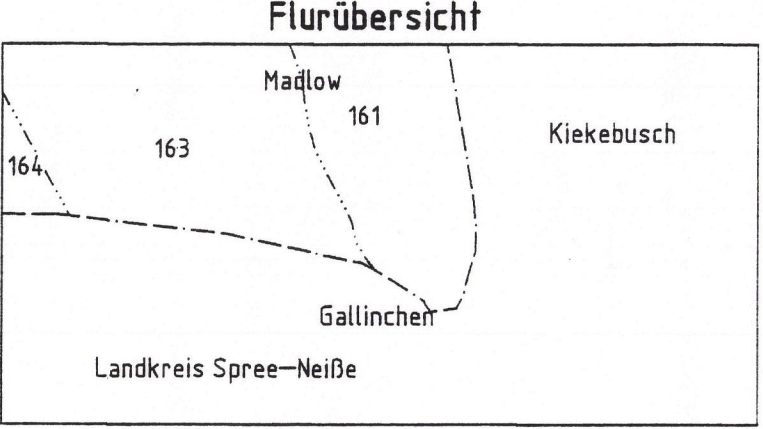 Flurübersicht
Madlow
161
Kiekebusch
163
164
Gallinchen
Landkreis Spree-Neiße